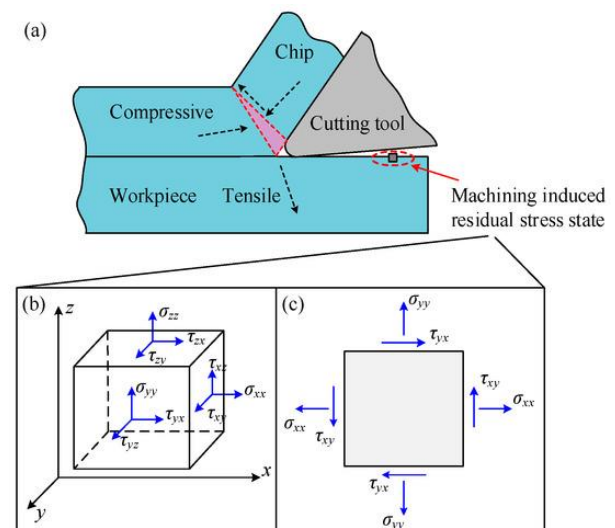 (a)
Chip
Compressive
Cutting tool
Workpiece Tensile
Machining induced
residual stress state
(b)
z
σzz
τzx
τzy
τxz
σyy
σxx
τyx
τxy
τyz
x
y
(c)
σyy
τyx
τxy
σxx
σxx
τxy
τyx
σyy